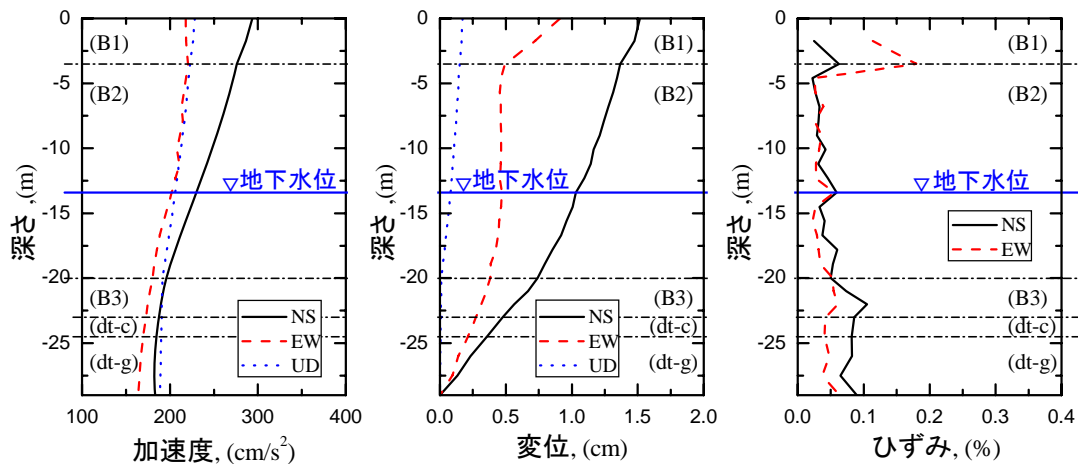 0
-5
-10
-15
-20
-25
深さ,(m)
(B1)
(B2)
▽地下水位
(B3)
(dt-c)
(dt-g)
NS
EW
UD
100
200
300
400
加速度, (cm/s²)
0
-5
-10
-15
-20
-25
深さ,(m)
(B1)
(B2)
▽地下水位
(B3)
(dt-c)
(dt-g)
NS
EW
UD
0.0
0.5
1.0
1.5
2.0
変位, (cm)
0
-5
-10
-15
-20
-25
深さ,(m)
(B1)
(B2)
▽地下水位
NS
EW
(B3)
(dt-c)
(dt-g)
0.0
0.1
0.2
0.3
0.4
ひずみ, (%)